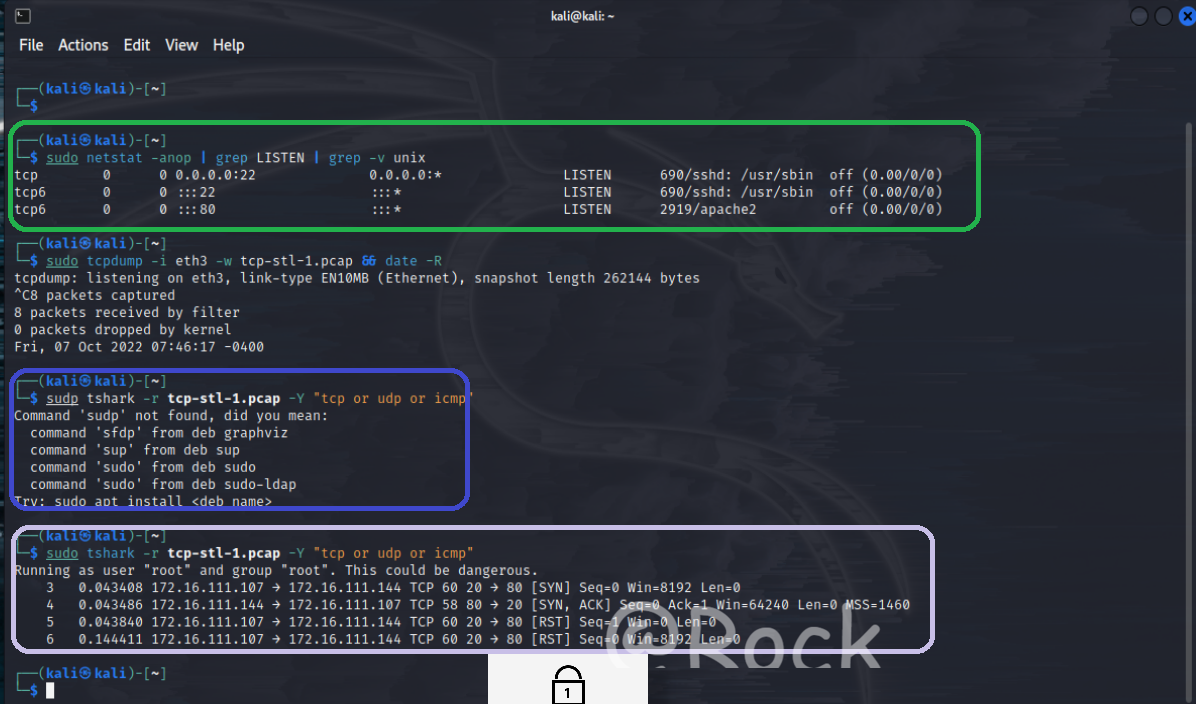 kali@kali: ~
File Actions Edit View Help
┌──(kali㉿kali)-[~]
└─$
┌──(kali㉿kali)-[~]
└─$ sudo netstat -anop | grep LISTEN | grep -v unix
tcp 0 0 0.0.0.0:22 0.0.0.0:* LISTEN 690/sshd: /usr/sbin off (0.00/0/0)
tcp6 0 0 :::22 :::* LISTEN 690/sshd: /usr/sbin off (0.00/0/0)
tcp6 0 0 :::80 :::* LISTEN 2919/apache2 off (0.00/0/0)
┌──(kali㉿kali)-[~]
└─$ sudo tcpdump -i eth3 -w tcp-stl-1.pcap && date -R
tcpdump: listening on eth3, link-type EN10MB (Ethernet), snapshot length 262144 bytes
^C8 packets captured
8 packets received by filter
0 packets dropped by kernel
Fri, 07 Oct 2022 07:46:17 -0400
┌──(kali㉿kali)-[~]
└─$ sudp tshark -r tcp-stl-1.pcap -Y "tcp or udp or icmp"
Command 'sudp' not found, did you mean:
command 'sfdp' from deb graphviz
command 'sup' from deb sup
command 'sudo' from deb sudo
command 'sudo' from deb sudo-ldap
Try: sudo apt install <deb name>
┌──(kali㉿kali)-[~]
└─$ sudo tshark -r tcp-stl-1.pcap -Y "tcp or udp or icmp"
Running as user "root" and group "root". This could be dangerous.
3 0.043408 172.16.111.107 → 172.16.111.144 TCP 60 20 → 80 [SYN] Seq=0 Win=8192 Len=0
4 0.043486 172.16.111.144 → 172.16.111.107 TCP 58 80 → 20 [SYN, ACK] Seq=0 Ack=1 Win=64240 Len=0 MSS=1460
5 0.043840 172.16.111.107 → 172.16.111.144 TCP 60 20 → 80 [RST] Seq=1 Win=0 Len=0
6 0.144411 172.16.111.107 → 172.16.111.144 TCP 60 20 → 80 [RST] Seq=0 Win=8192 Len=0
@Rock
┌──(kali㉿kali)-[~]
└─$
1